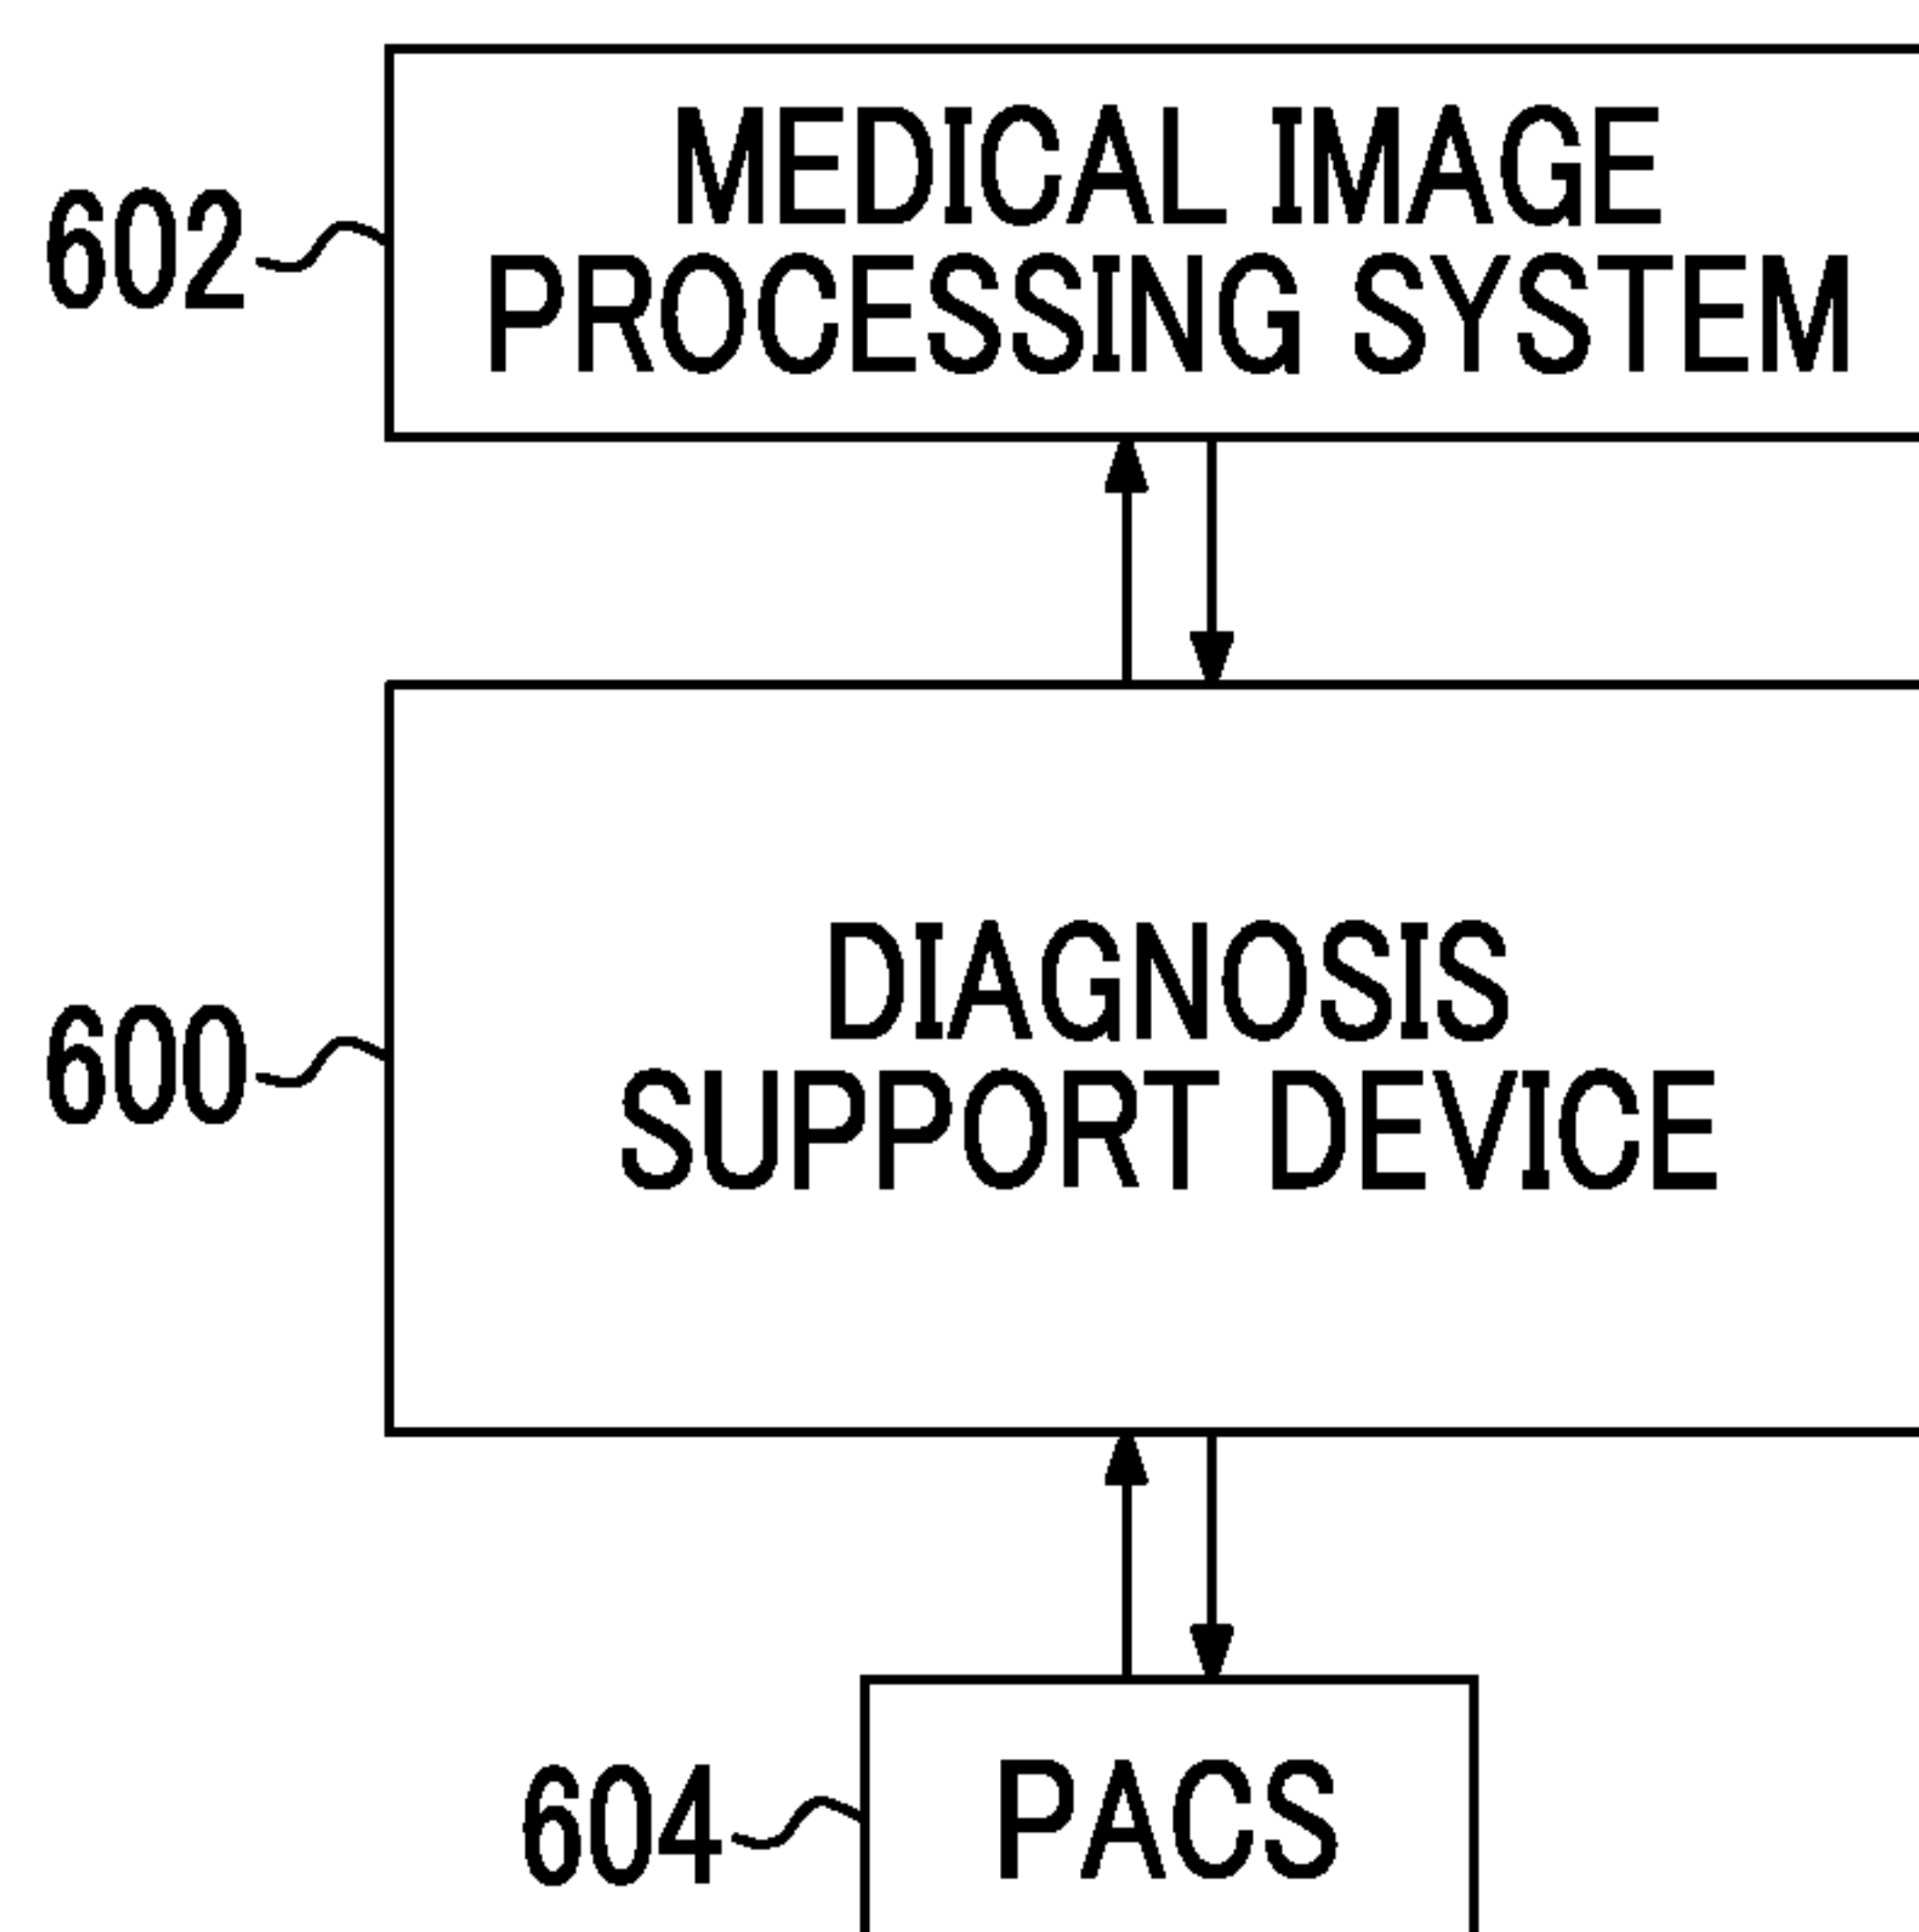 MEDICAL IMAGE
PROCESSING SYSTEM
602
DIAGNOSIS
SUPPORT DEVICE
600
PACS
604